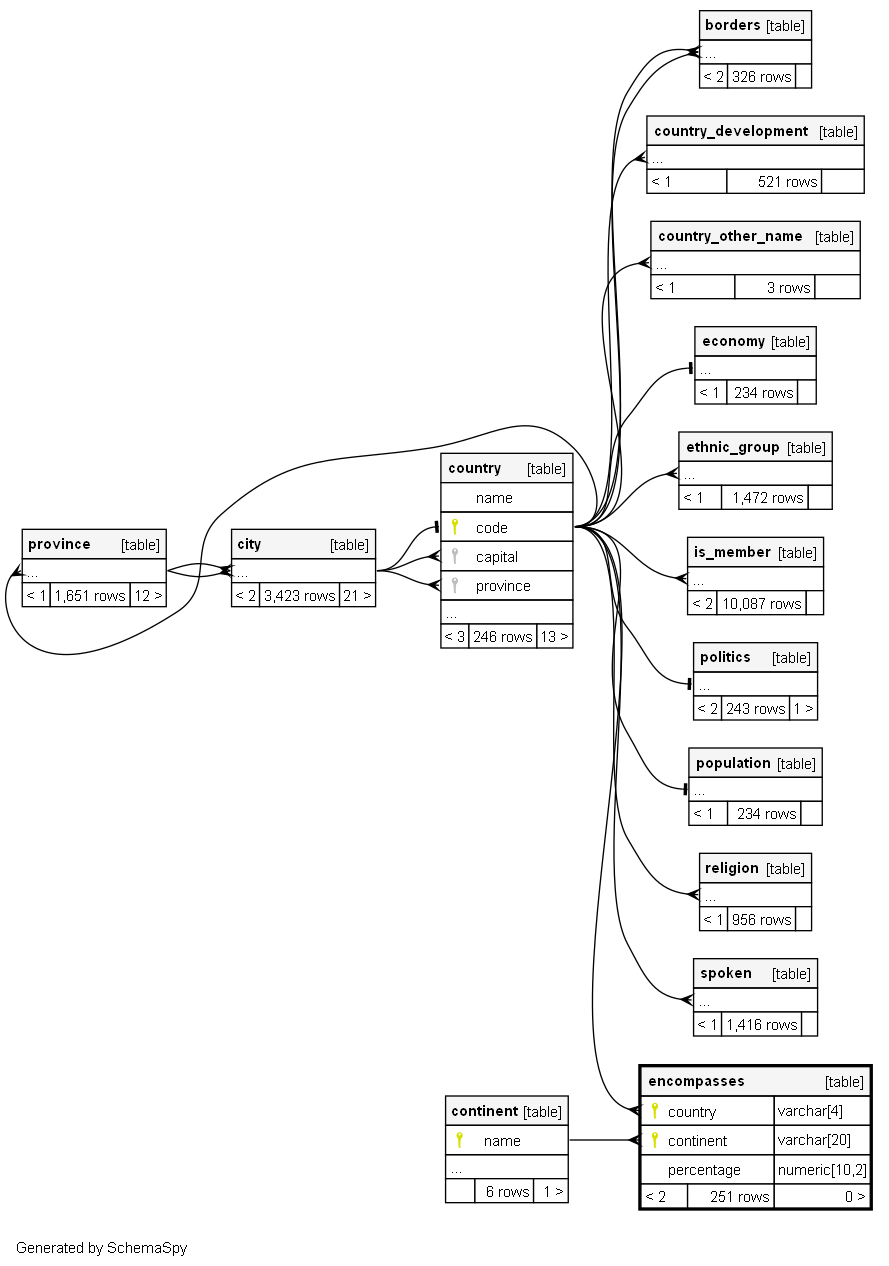 borders [table]
...
< 2 326 rows
country_development [table]
...
< 1 521 rows
country_other_name [table]
...
< 1 3 rows
economy [table]
...
< 1 234 rows
ethnic_group [table]
...
< 1 1,472 rows
is_member [table]
...
< 2 10,087 rows
politics [table]
...
< 2 243 rows 1 >
population [table]
...
< 1 234 rows
religion [table]
...
< 1 956 rows
spoken [table]
...
< 1 1,416 rows
province [table]
...
< 1 1,651 rows 12 >
city [table]
...
< 2 3,423 rows 21 >
country [table]
name
code
capital
province
...
< 3 246 rows 13 >
continent [table]
name
...
6 rows 1 >
encompasses [table]
country varchar[4]
continent varchar[20]
percentage numeric[10,2]
< 2 251 rows 0 >
Generated by SchemaSpy